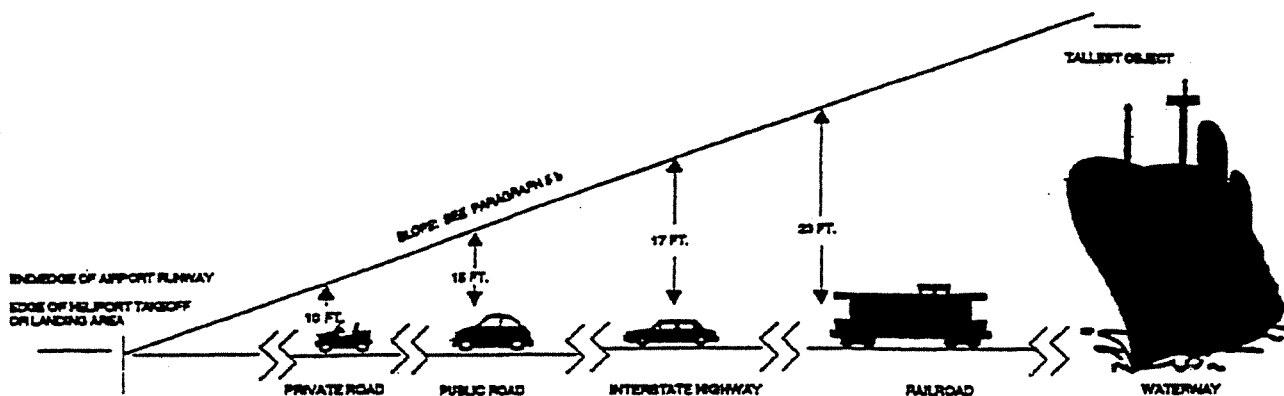 TALLEST OBJECT
SLOPE: SEE PARAGRAPH 5 b
END/EDGE OF AIRPORT RUNWAY
EDGE OF HELIPORT TAKEOFF
OR LANDING AREA
10 FT.
15 FT.
17 FT.
23 FT.
PRIVATE ROAD
PUBLIC ROAD
INTERSTATE HIGHWAY
RAILROAD
WATERWAY